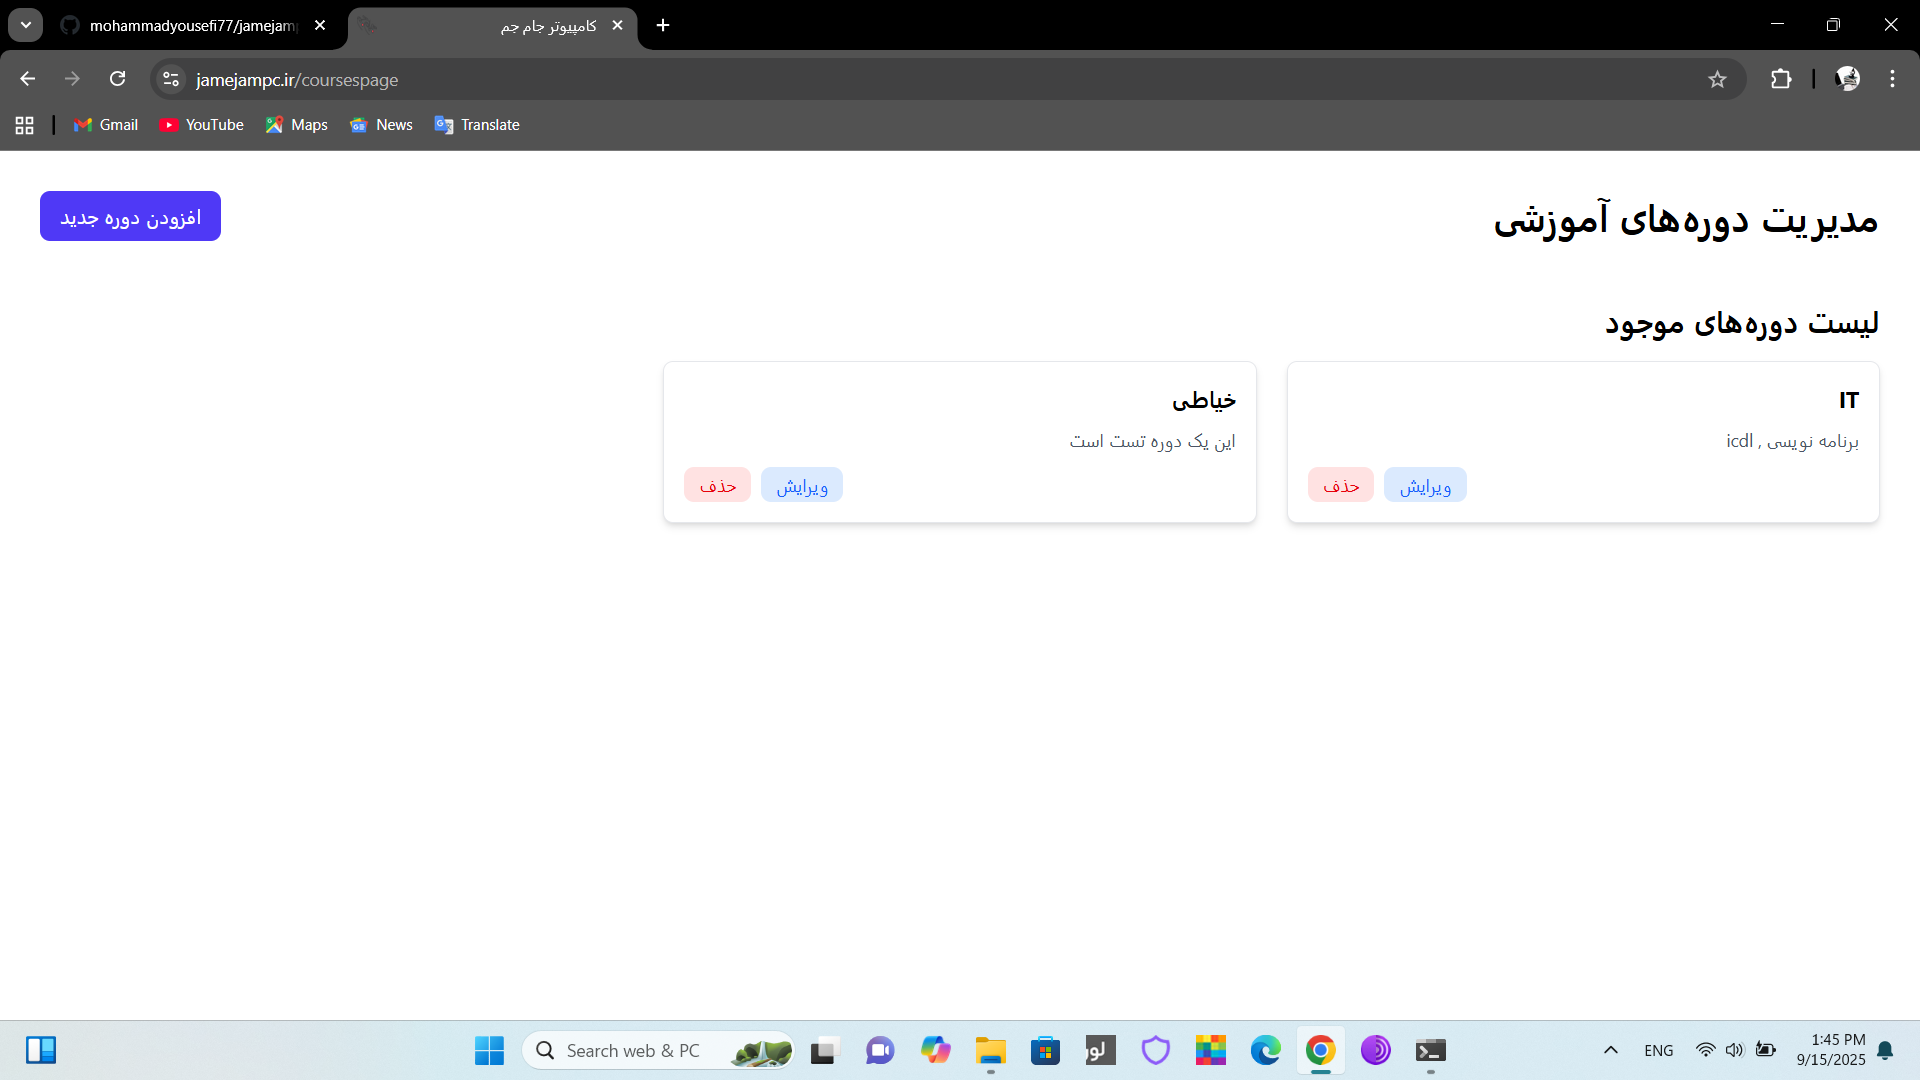 mohammadyousefi77/jamejam
کامپیوتر جام جم
jamejampc.ir/coursespage
Gmail
YouTube
Maps
News
Translate
مدیریت دوره‌های آموزشی
افزودن دوره جدید
لیست دوره‌های موجود
IT
برنامه نویسی , icdl
ویرایش
حذف
خیاطی
این یک دوره تست است
ویرایش
حذف
Search web & PC
لور
ENG
1:45 PM
9/15/2025